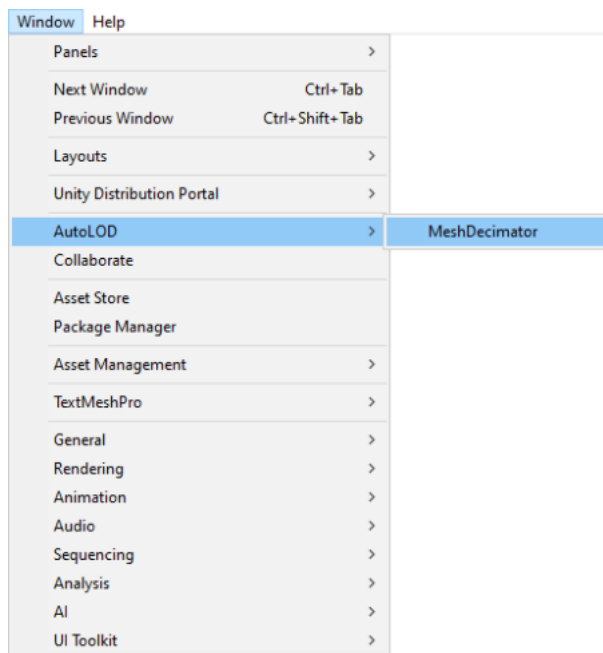 Window Help
Panels
Next Window Ctrl+Tab
Previous Window Ctrl+Shift+Tab
Layouts
Unity Distribution Portal
AutoLOD MeshDecimator
Collaborate
Asset Store
Package Manager
Asset Management
TextMeshPro
General
Rendering
Animation
Audio
Sequencing
Analysis
AI
UI Toolkit